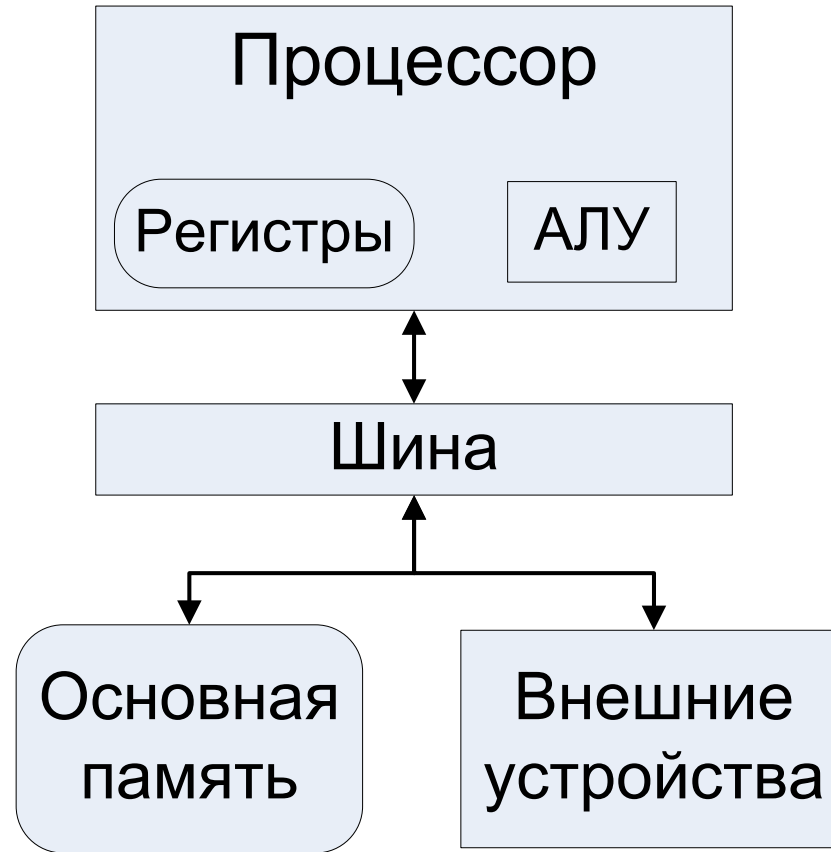 Процессор
Регистры
АЛУ
Шина
Основная
память
Внешние
устройства